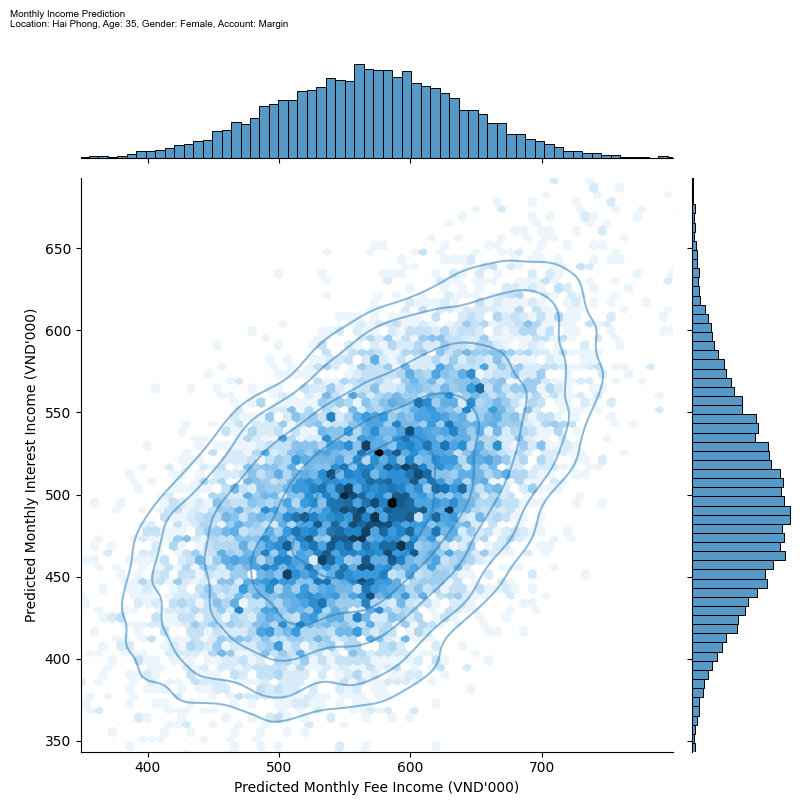 Monthly Income Prediction
Location: Hai Phong, Age: 35, Gender: Female, Account: Margin
650
600
550
500
450
400
350
Predicted Monthly Interest Income (VND'000)
400 500 600 700
Predicted Monthly Fee Income (VND'000)